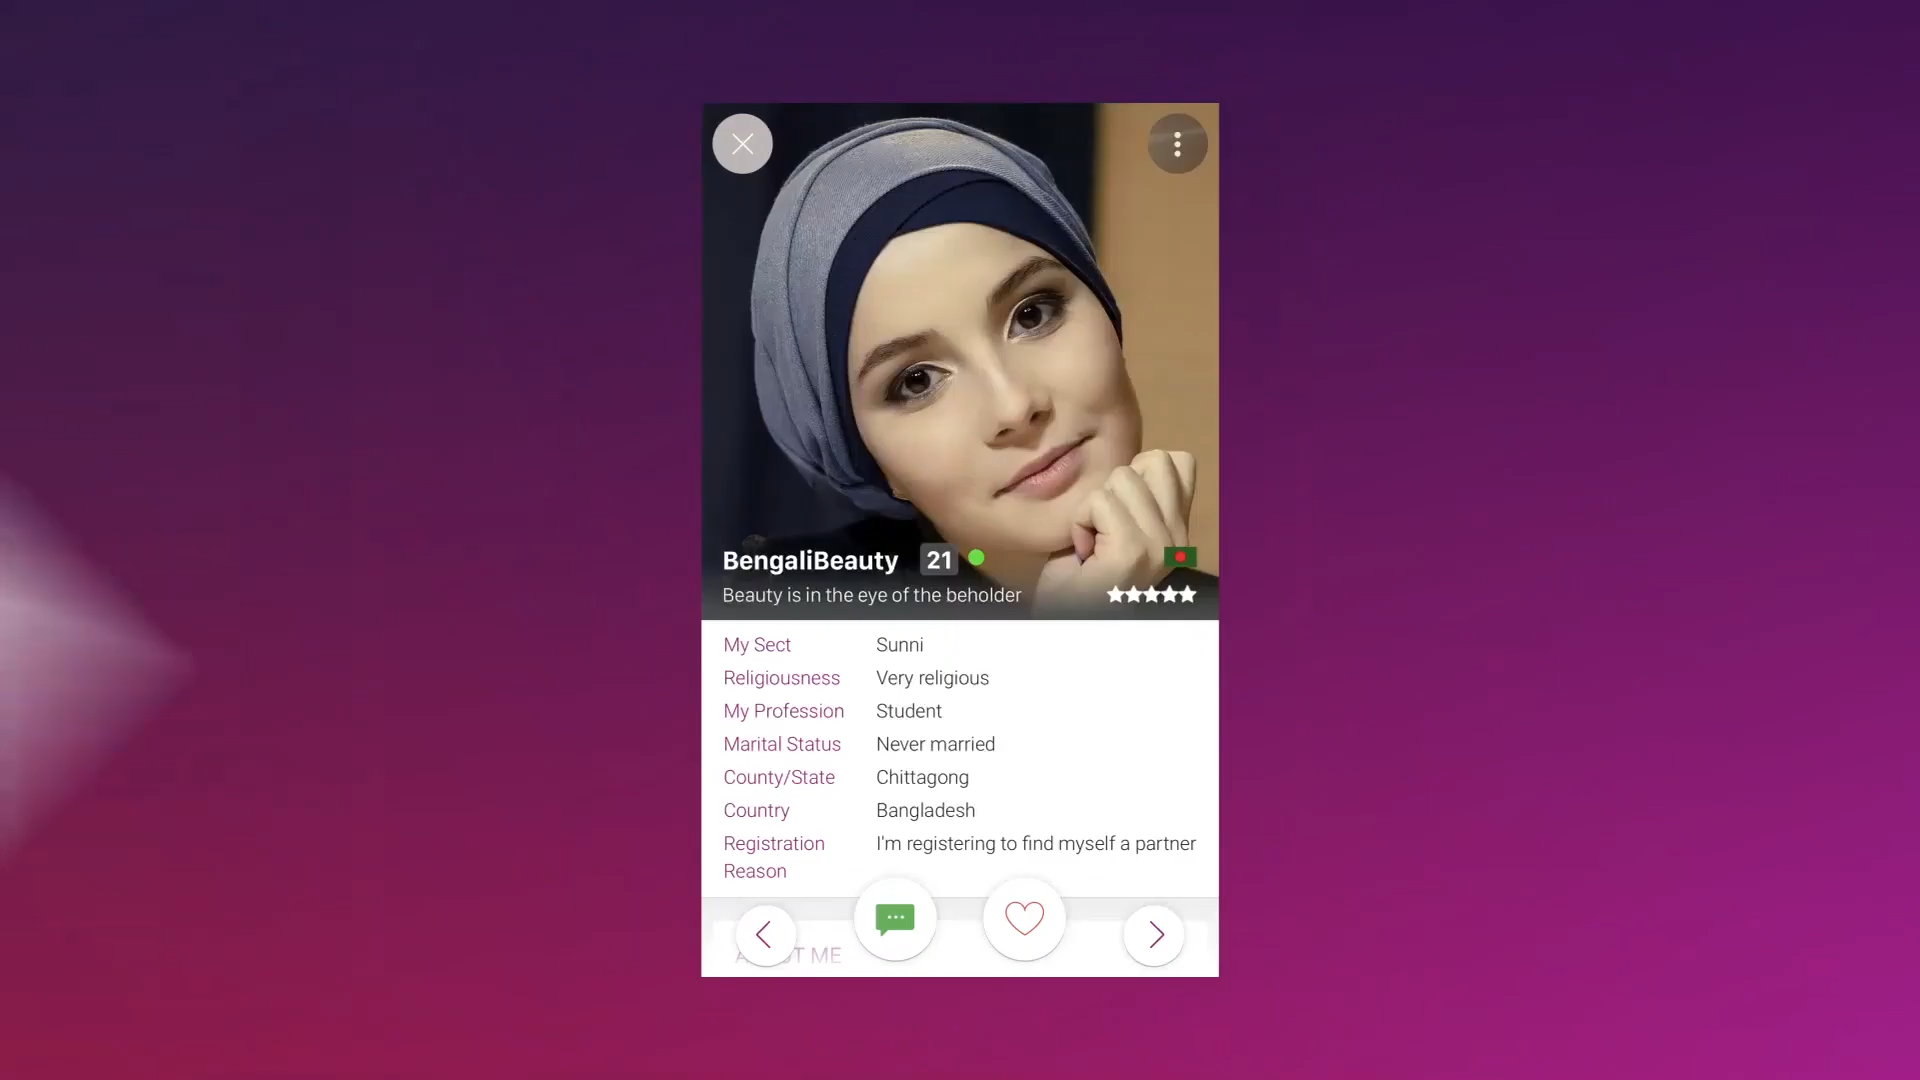 BengaliBeauty 21
Beauty is in the eye of the beholder
My Sect Sunni
Religiousness Very religious
My Profession Student
Marital Status Never married
County/State Chittagong
Country Bangladesh
Registration I'm registering to find myself a partner
Reason
ME